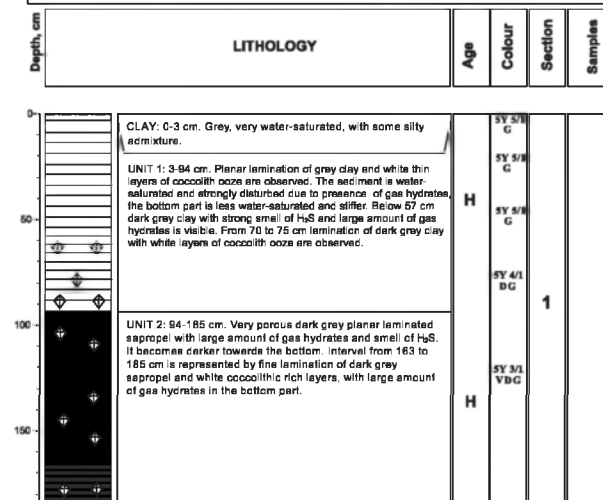 Depth, cm
LITHOLOGY
Age
Colour
Section
Samples
0
CLAY: 0-3 cm. Grey, very water-saturated, with some silty
admixture.
5Y 5/1
G
UNIT 1: 3-94 cm. Planar lamination of grey clay and white thin
layers of coccolith ooze are observed. The sediment is water-
saturated and strongly disturbed due to presence of gas hydrates,
the bottom part is less water-saturated and stiffer. Below 57 cm
dark grey clay with strong smell of H₂S and large amount of gas
hydrates is visible. From 70 to 75 cm lamination of dark grey clay
with white layers of coccolith ooze are observed.
5Y 5/1
G
H
5Y 5/1
G
50
5Y 4/1
DG
1
100
UNIT 2: 94-185 cm. Very porous dark grey planar laminated
sapropel with large amount of gas hydrates and smell of H₂S.
It becomes darker towards the bottom. Interval from 163 to
185 cm is represented by fine lamination of dark grey
sapropel and white coccolithic rich layers, with large amount
of gas hydrates in the bottom part.
5Y 3/1
VDG
H
150